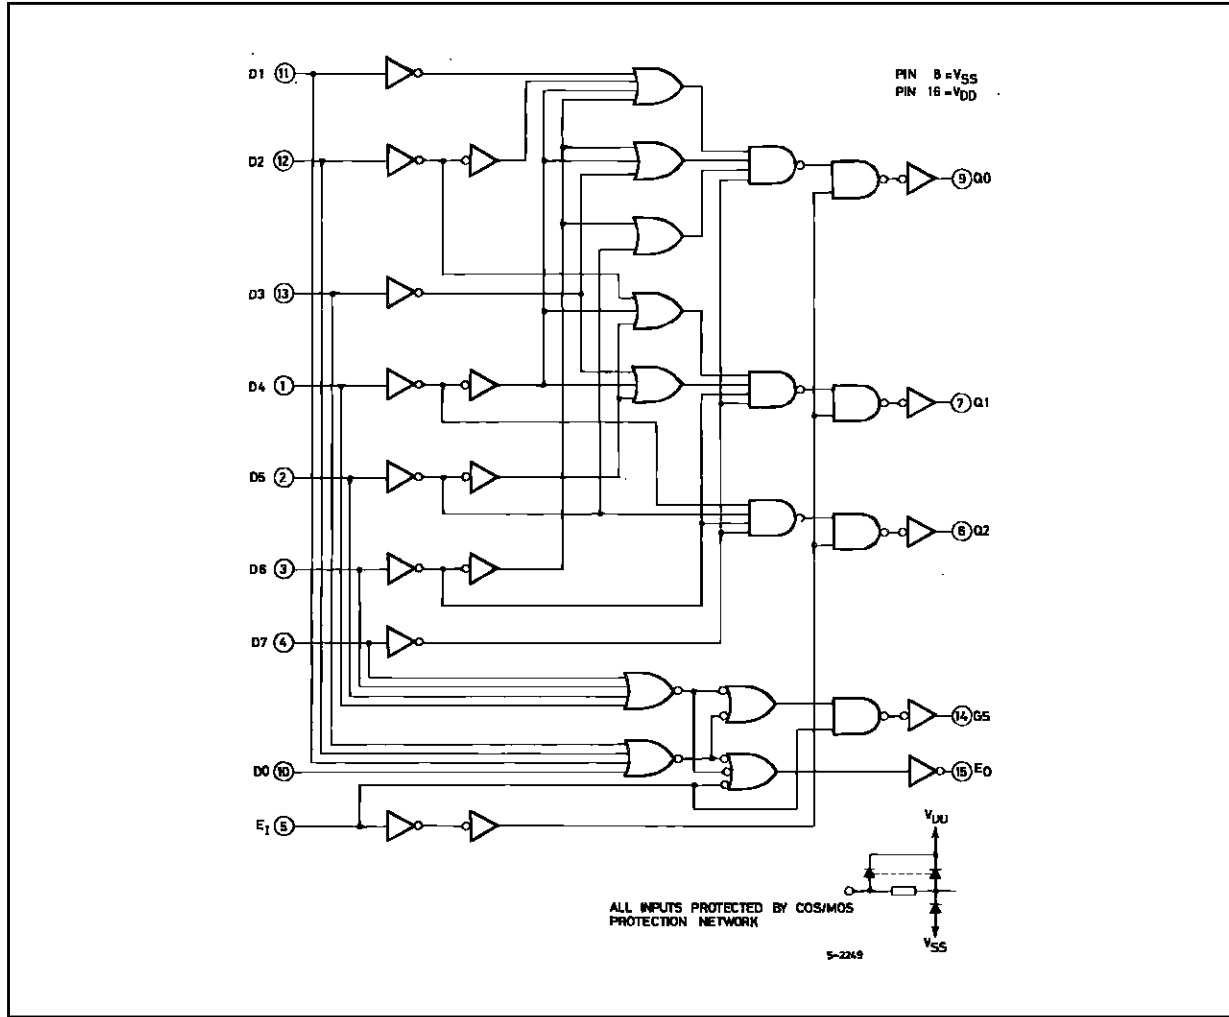 D1 11
PIN 8 = VSS
PIN 16 = VDD
D2 12
9 Q0
D3 13
D4 1
7 Q1
D5 2
6 Q2
D6 3
D7 4
14 GS
D0 10
15 EO
EI 5
VDD
ALL INPUTS PROTECTED BY COS/MOS
PROTECTION NETWORK
VSS
5-2249